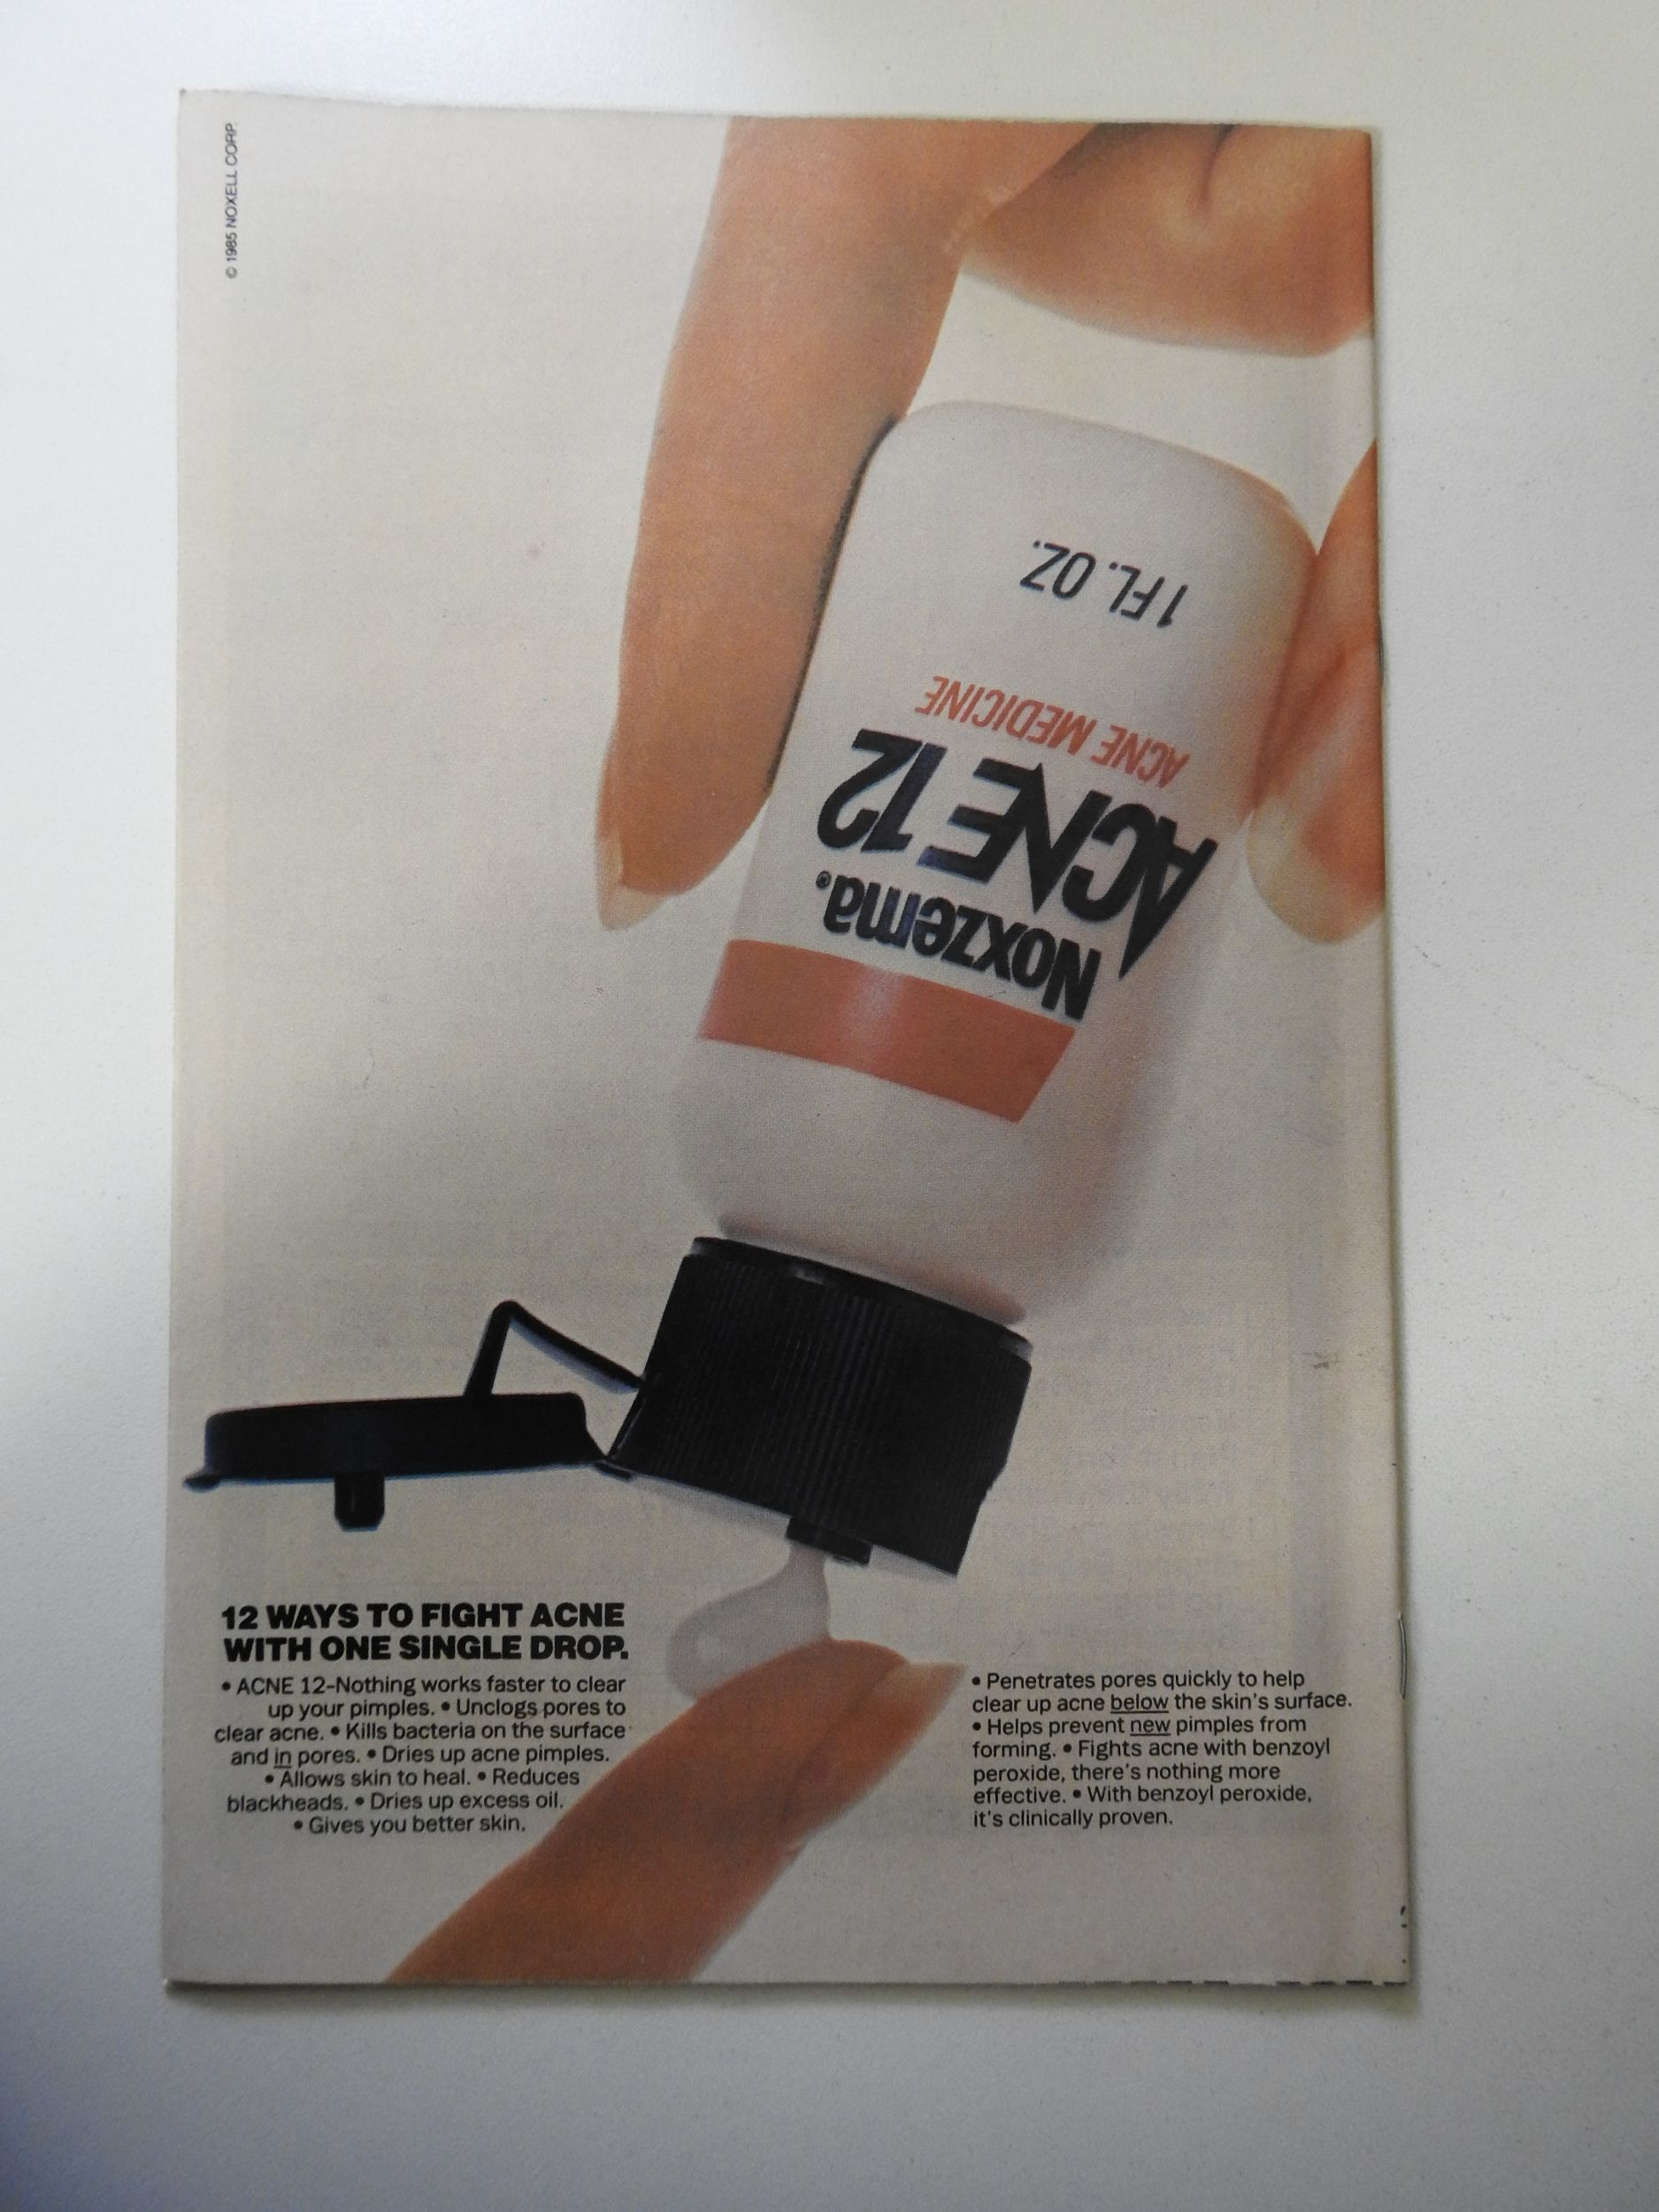 © 1985 NOXELL CORP.
1 FL. OZ.
ACNE MEDICINE
ACNE 12
Noxzema®
12 WAYS TO FIGHT ACNE
WITH ONE SINGLE DROP.
• ACNE 12–Nothing works faster to clear
up your pimples. • Unclogs pores to
clear acne. • Kills bacteria on the surface
and in pores. • Dries up acne pimples.
• Allows skin to heal. • Reduces
blackheads. • Dries up excess oil.
• Gives you better skin.
• Penetrates pores quickly to help
clear up acne below the skin's surface.
• Helps prevent new pimples from
forming. • Fights acne with benzoyl
peroxide, there's nothing more
effective. • With benzoyl peroxide,
it's clinically proven.